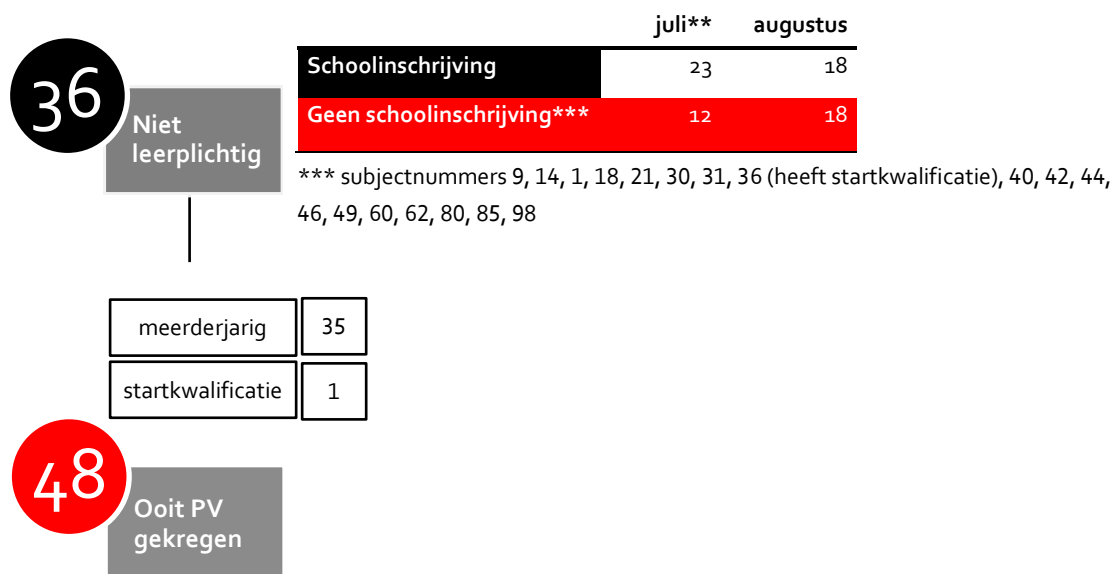 juli** augustus
Schoolinschrijving 23 18
Geen schoolinschrijving*** 12 18
36
Niet
leerplichtig
*** subjectnummers 9, 14, 1, 18, 21, 30, 31, 36 (heeft startkwalificatie), 40, 42, 44,
46, 49, 60, 62, 80, 85, 98
meerderjarig 35
startkwalificatie 1
48
Ooit PV
gekregen